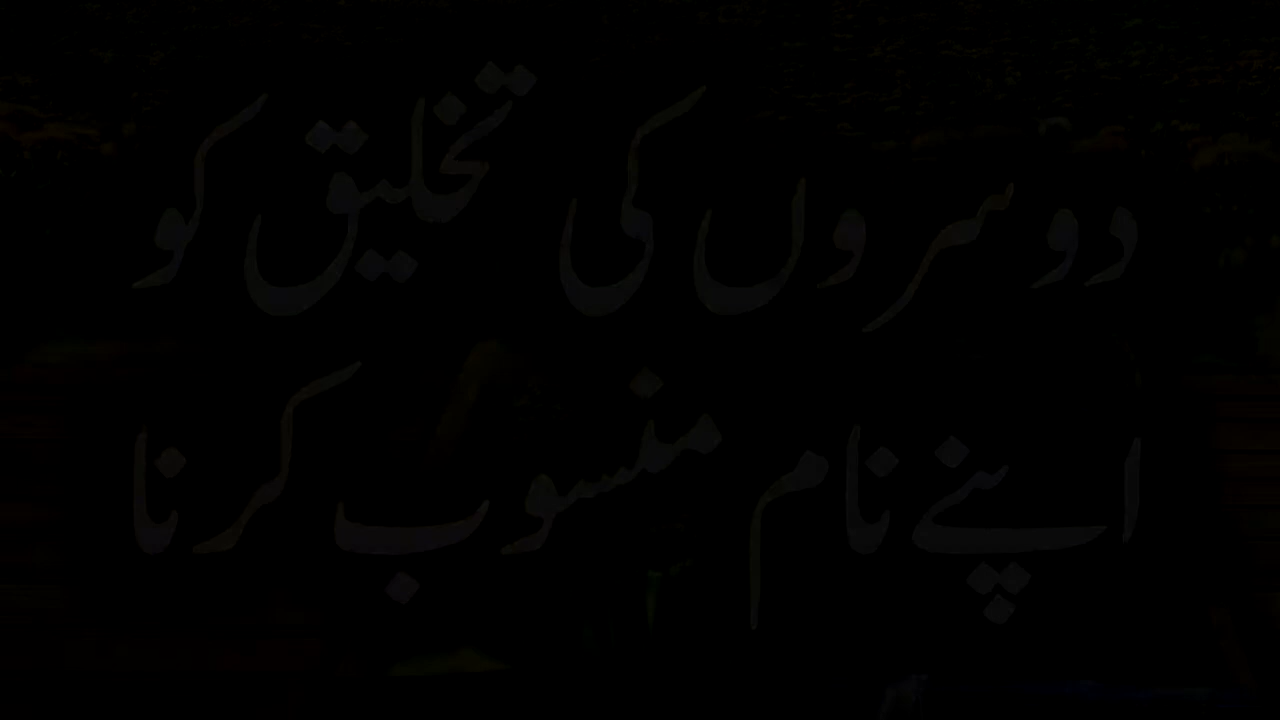 دوسروں کی تخلیق کو
اپنے نام منسوب کرنا